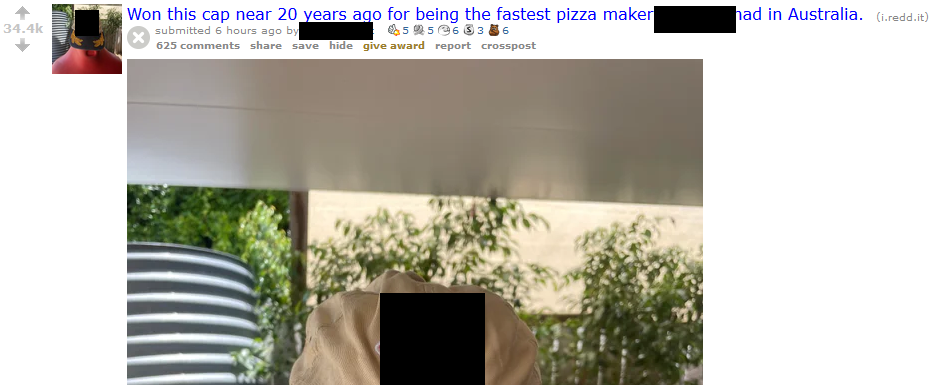 Won this cap near 20 years ago for being the fastest pizza maker had in Australia. (i.redd.it)
34.4k
submitted 6 hours ago by 5 5 6 3 6
625 comments share save hide give award report crosspost